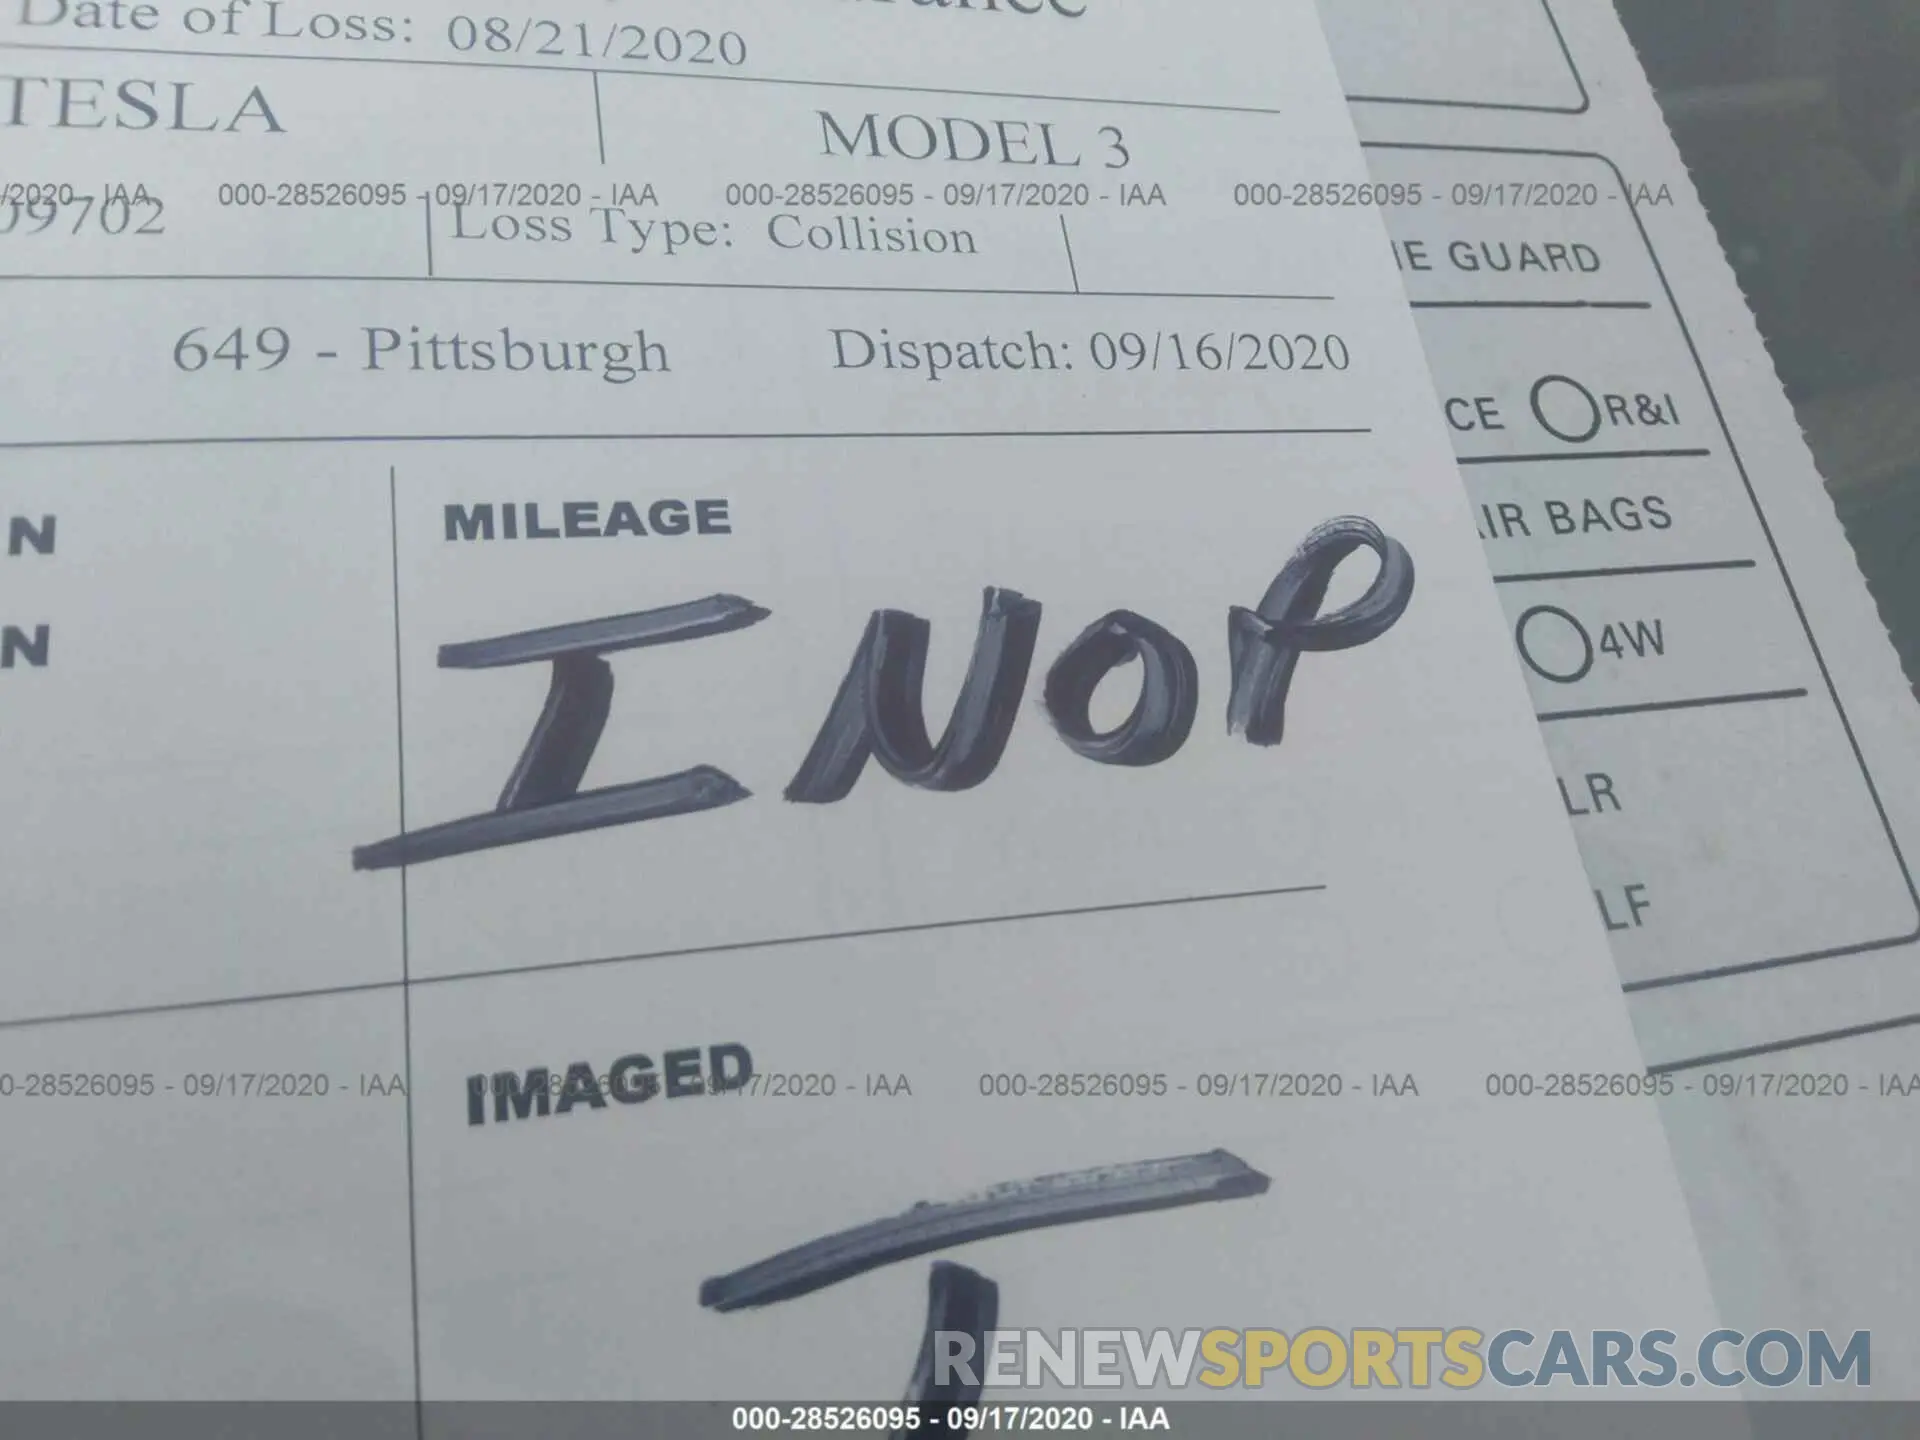 Date of Loss: 08/21/2020
TESLA MODEL 3
/2020 - IAA 000-28526095 - 09/17/2020 - IAA 000-28526095 - 09/17/2020 - IAA 000-28526095 - 09/17/2020 - IAA
09702 Loss Type: Collision
GUARD
649 - Pittsburgh Dispatch: 09/16/2020
R&I
N MILEAGE
BAGS
N INOP
4W
LR
LF
IMAGED
0-28526095 - 09/17/2020 - IAA 000-28526095 - 09/17/2020 - IAA 000-28526095 - 09/17/2020 - IAA 000-28526095 - 09/17/2020 - IAA
RENEWSPORTSCARS.COM
000-28526095 - 09/17/2020 - IAA